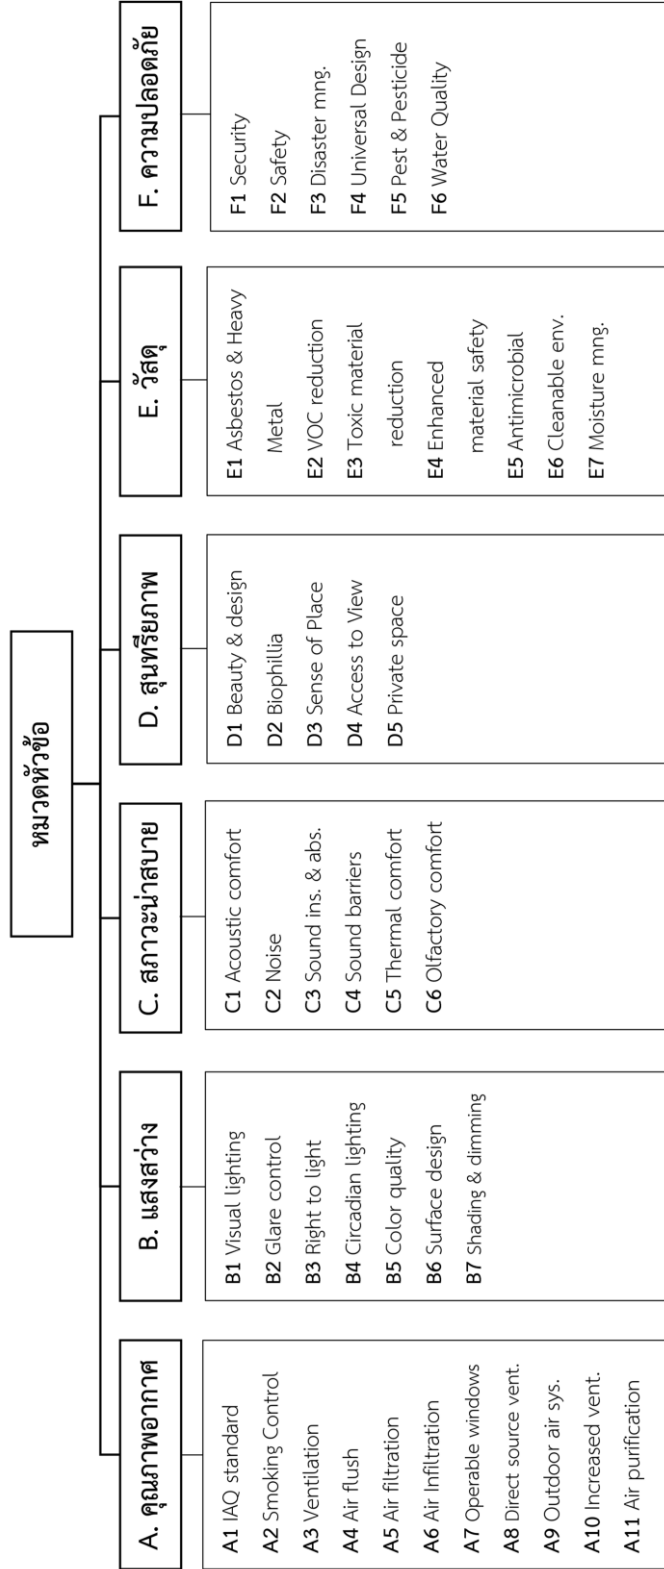 หมวดหัวข้อ
A. คุณภาพอากาศ
A1 IAQ standard
A2 Smoking Control
A3 Ventilation
A4 Air flush
A5 Air filtration
A6 Air Infiltration
A7 Operable windows
A8 Direct source vent.
A9 Outdoor air sys.
A10 Increased vent.
A11 Air purification
B. แสงสว่าง
B1 Visual lighting
B2 Glare control
B3 Right to light
B4 Circadian lighting
B5 Color quality
B6 Surface design
B7 Shading & dimming
C. สภาวะน่าสบาย
C1 Acoustic comfort
C2 Noise
C3 Sound ins. & abs.
C4 Sound barriers
C5 Thermal comfort
C6 Olfactory comfort
D. สุนทรียภาพ
D1 Beauty & design
D2 Biophillia
D3 Sense of Place
D4 Access to View
D5 Private space
E. วัสดุ
E1 Asbestos & Heavy
Metal
E2 VOC reduction
E3 Toxic material
reduction
E4 Enhanced
material safety
E5 Antimicrobial
E6 Cleanable env.
E7 Moisture mng.
F. ความปลอดภัย
F1 Security
F2 Safety
F3 Disaster mng.
F4 Universal Design
F5 Pest & Pesticide
F6 Water Quality